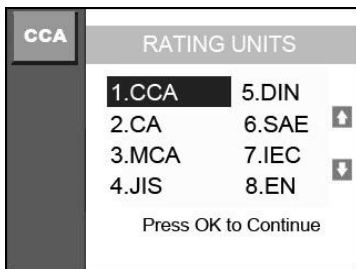 CCA
RATING UNITS
1.CCA 5.DIN
2.CA 6.SAE
3.MCA 7.IEC
4.JIS 8.EN
Press OK to Continue